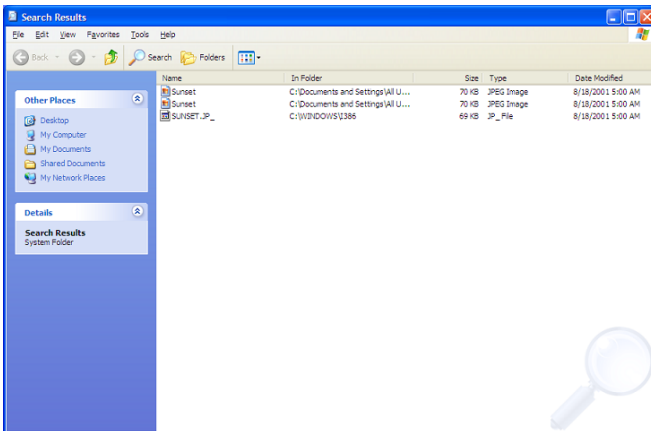 Search Results
File Edit View Favorites Tools Help
Back Search Folders
Other Places
Desktop
My Computer
My Documents
Shared Documents
My Network Places
Details
Search Results
System Folder
Name In Folder Size Type Date Modified
Sunset C:\Documents and Settings\All U... 70 KB JPEG Image 8/18/2001 5:00 AM
Sunset C:\Documents and Settings\All U... 70 KB JPEG Image 8/18/2001 5:00 AM
SUNSET.JP_ C:\WINDOWS\I386 69 KB JP_ File 8/18/2001 5:00 AM